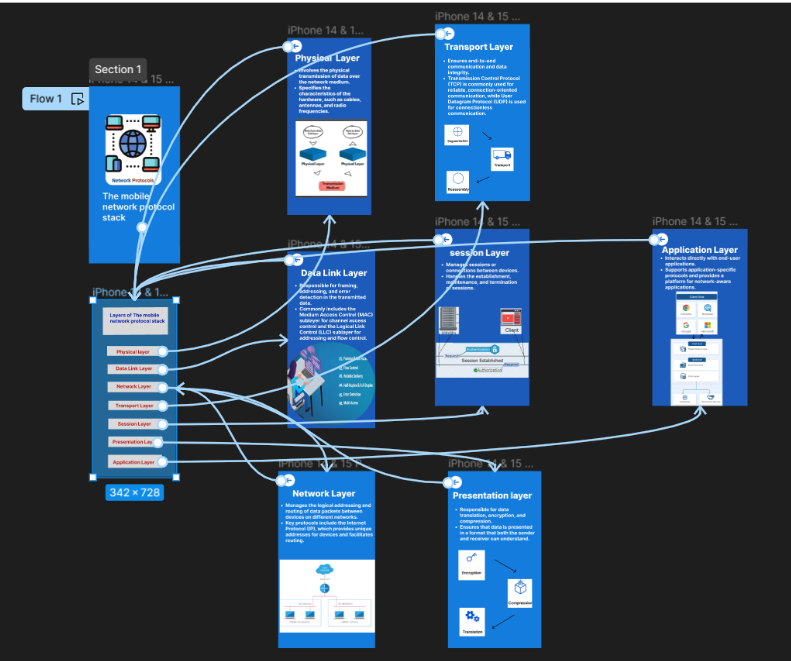 Section 1
Flow 1
iPhone 14 & 15 ...
Network Protocols
The mobile
network protocol
stack
iPhone 14 & 1...
Layers of The mobile
network protocol stack
Physical layer
Data Link Layer
Network Layer
Transport Layer
Session Layer
Presentation Lay
Application Layer
342 × 728
iPhone 14 & 1...
Physical Layer
• Involves the physical
transmission of data over
the network medium.
• Specifies the
characteristics of the
hardware, such as cables,
antennas, and radio
frequencies.
Physical Layer
Physical Layer
Transmission
Medium
iPhone 14 & 15 ...
Transport Layer
• Ensures end-to-end
communication and data
integrity.
• Transmission Control Protocol
(TCP) is commonly used for
reliable, connection-oriented
communication, while User
Datagram Protocol (UDP) is used
for connectionless
communication.
Segmentation
Transport
Reassembly
iPhone 14 & 15 ...
Data Link Layer
• Responsible for framing,
addressing, and error
detection in the transmitted
data.
• Commonly includes the
Medium Access Control (MAC)
sublayer for channel access
control and the Logical Link
Control (LLC) sublayer for
addressing and flow control.
iPhone 14 & 15 ...
session Layer
• Manages sessions or
connections between devices.
• Handles the establishment,
maintenance, and termination
of sessions.
Client
Session Established
iPhone 14 & 15 ...
Application Layer
• Interacts directly with end-user
applications.
• Supports application-specific
protocols and provides a
platform for network-aware
applications.
iPhone 14 & 15 ...
Network Layer
• Manages the logical addressing and
routing of data packets between
devices on different networks.
• Key protocols include the Internet
Protocol (IP), which provides unique
addresses for devices and facilitates
routing.
iPhone 14 & 15 ...
Presentation layer
• Responsible for data
translation, encryption, and
compression.
• Ensures that data is presented
in a format that both the sender
and receiver can understand.
Encryption
Compression
Translation